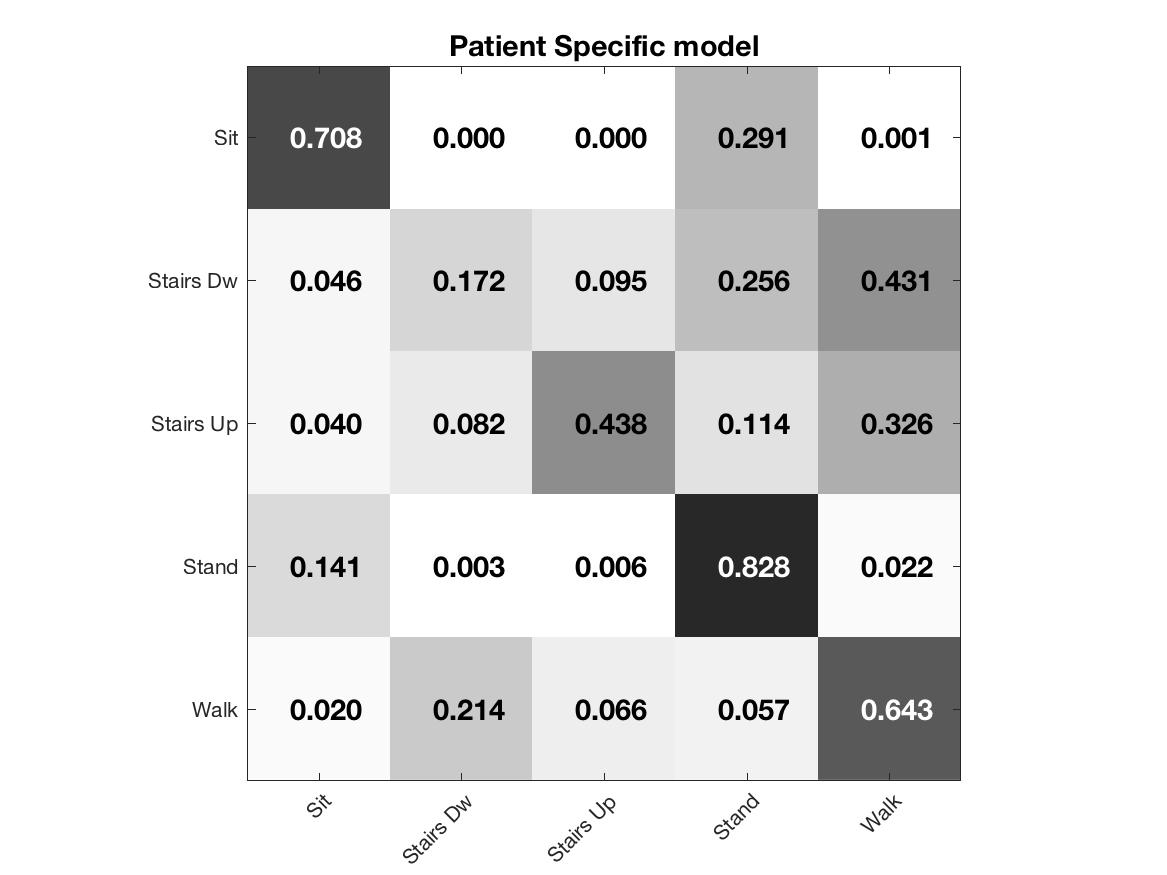 Patient Specific model
Sit 0.708 0.000 0.000 0.291 0.001
Stairs Dw 0.046 0.172 0.095 0.256 0.431
Stairs Up 0.040 0.082 0.438 0.114 0.326
Stand 0.141 0.003 0.006 0.828 0.022
Walk 0.020 0.214 0.066 0.057 0.643
Sit Stairs Dw Stairs Up Stand Walk